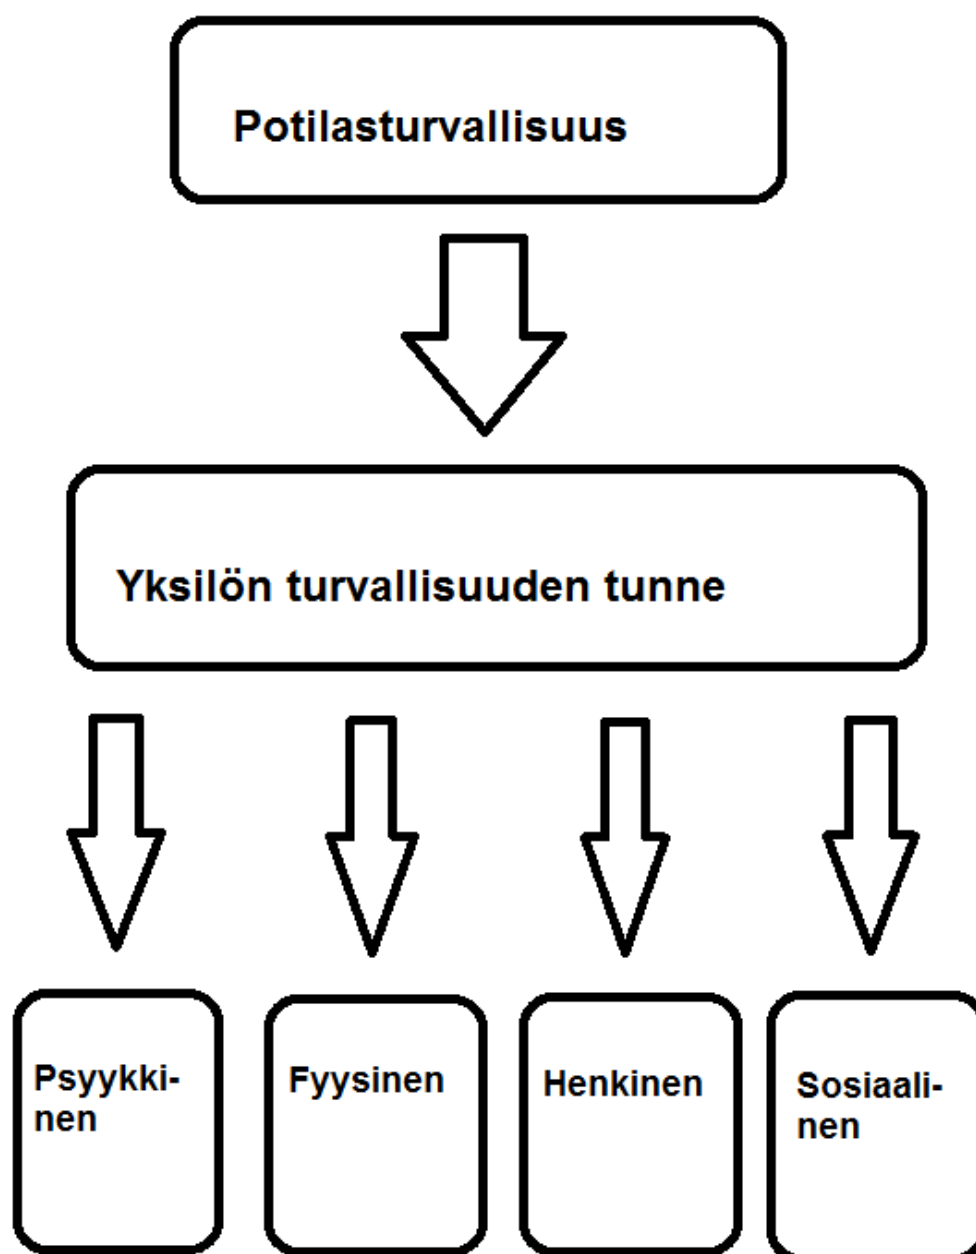 Potilasturvallisuus
Yksilön turvallisuuden tunne
Psyykki-
nen
Fyysinen
Henkinen
Sosiaali-
nen